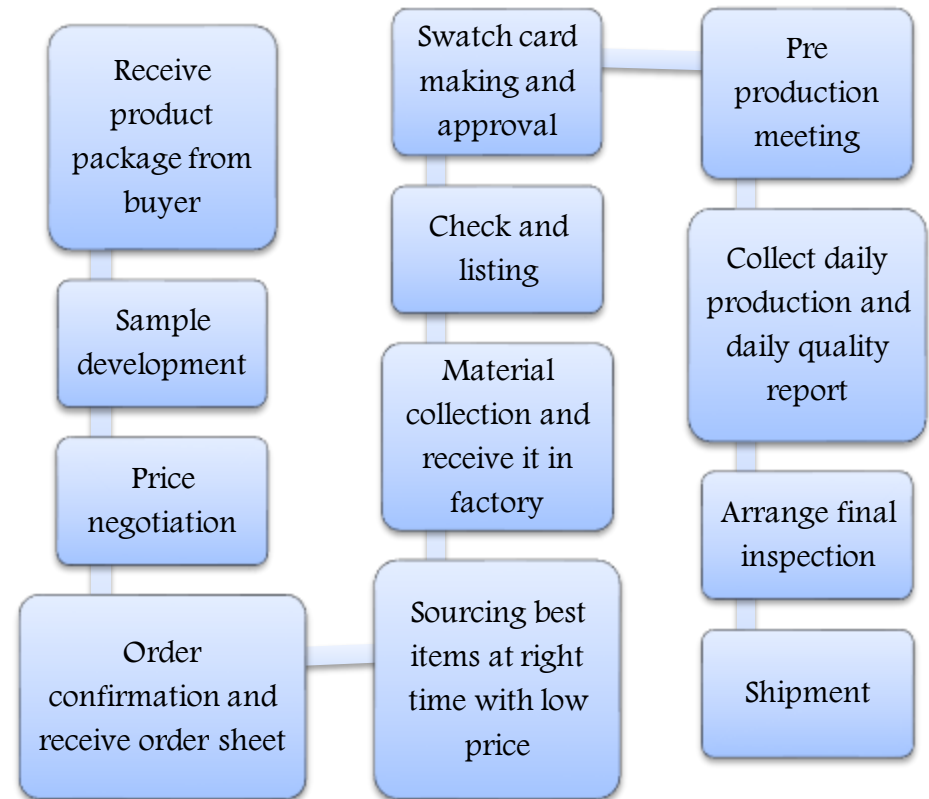 Receive
product
package from
buyer
Sample
development
Price
negotiation
Order
confirmation and
receive order sheet
Sourcing best
items at right
time with low
price
Material
collection and
receive it in
factory
Check and
listing
Swatch card
making and
approval
Pre
production
meeting
Collect daily
production and
daily quality
report
Arrange final
inspection
Shipment